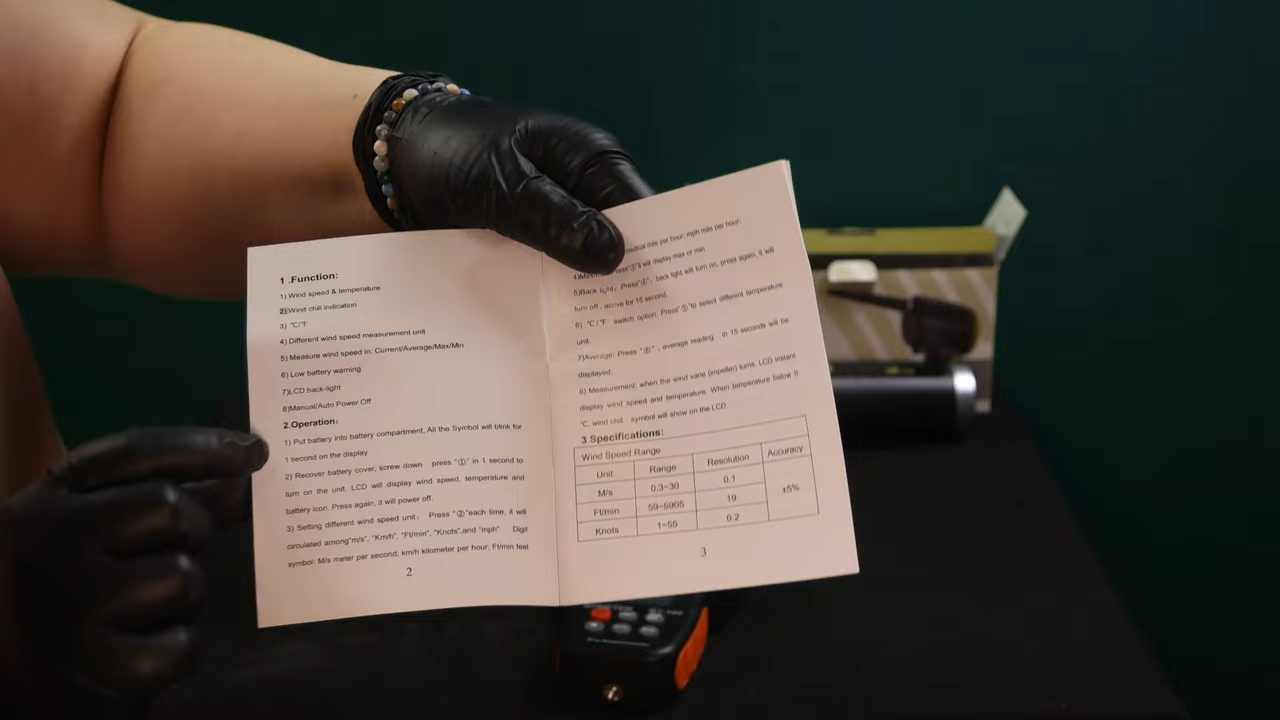 1 .Function:
1) Wind speed & temperature
2) Wind chill indication
3) ℃/℉
4) Different wind speed measurement unit
5) Measure wind speed in: Current/Average/Max/Min
6) Low battery warning
7)LCD back-light
8)Manual/Auto Power Off
2.Operation:
1) Put battery into battery compartment, All the Symbol will blink for
1 second on the display
2) Recover battery cover, screw down press "①" in 1 second to
turn on the unit. LCD will display wind speed, temperature and
battery icon. Press again, it will power off.
3) Setting different wind speed unit: Press "②"each time, it will
circulated among"m/s", "Km/h", "Ft/min", "Knots",and "mph" Digit
symbol: M/s meter per second; km/h kilometer per hour; Ft/min feet
2
nautical mile per hour; mph mile per hour;
it will display max or min
5)Back light: Press back light will turn on, press again, it will
turn off , active for 15 seconds.
6) ℃/℉ switch option. Press to select different temperature
unit.
7)Average: Press average reading in 15 seconds will be
displayed.
8) Measurement: when the wind vane (impeller) turns, LCD instant
display wind speed and temperature. When temperature below 0
℃, wind chill symbol will show on the LCD.
3 Specifications:
Wind Speed Range
Unit Range Resolution Accuracy
M/s 0.3~30 0.1 ±5%
Ft/min 59~5905 19
Knots 1~55 0.2
3